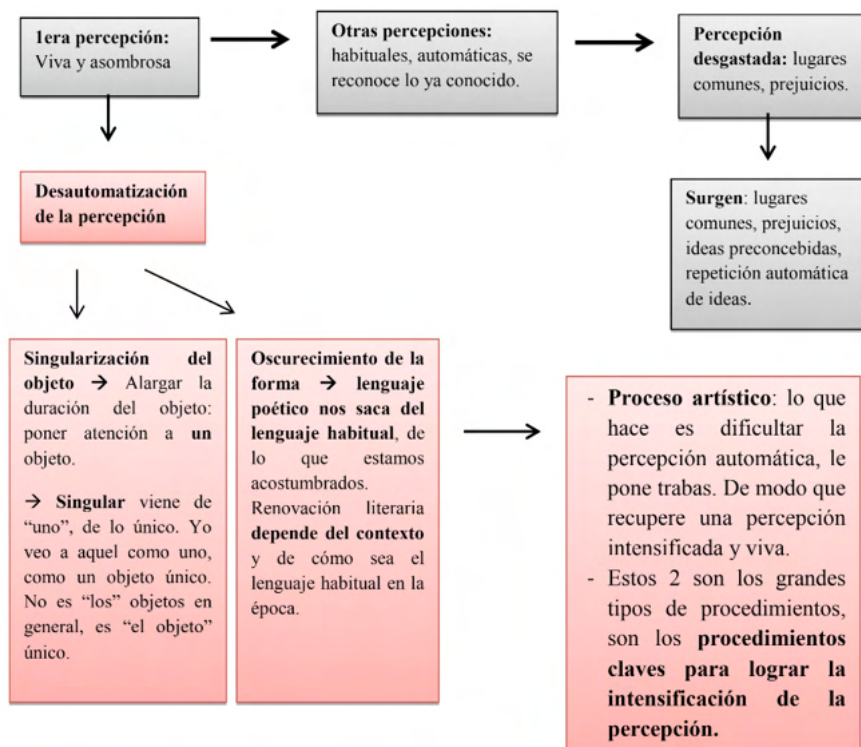 1era percepción:
Viva y asombrosa
Otras percepciones:
habituales, automáticas, se
reconoce lo ya conocido.
Percepción
desgastada: lugares
comunes, prejuicios.
Desautomatización
de la percepción
Surgen: lugares
comunes, prejuicios,
ideas preconcebidas,
repetición automática
de ideas.
Singularización del
objeto → Alargar la
duración del objeto:
poner atención a un
objeto.
→ Singular viene de
“uno”, de lo único. Yo
veo a aquel como uno,
como un objeto único.
No es “los” objetos en
general, es “el objeto”
único.
Oscurecimiento de la
forma → lenguaje
poético nos saca del
lenguaje habitual, de
lo que estamos
acostumbrados.
Renovación literaria
depende del contexto
y de cómo sea el
lenguaje habitual en la
época.
- Proceso artístico: lo que
hace es dificultar la
percepción automática, le
pone trabas. De modo que
recupere una percepción
intensificada y viva.
- Estos 2 son los grandes
tipos de procedimientos,
son los procedimientos
claves para lograr la
intensificación de la
percepción.